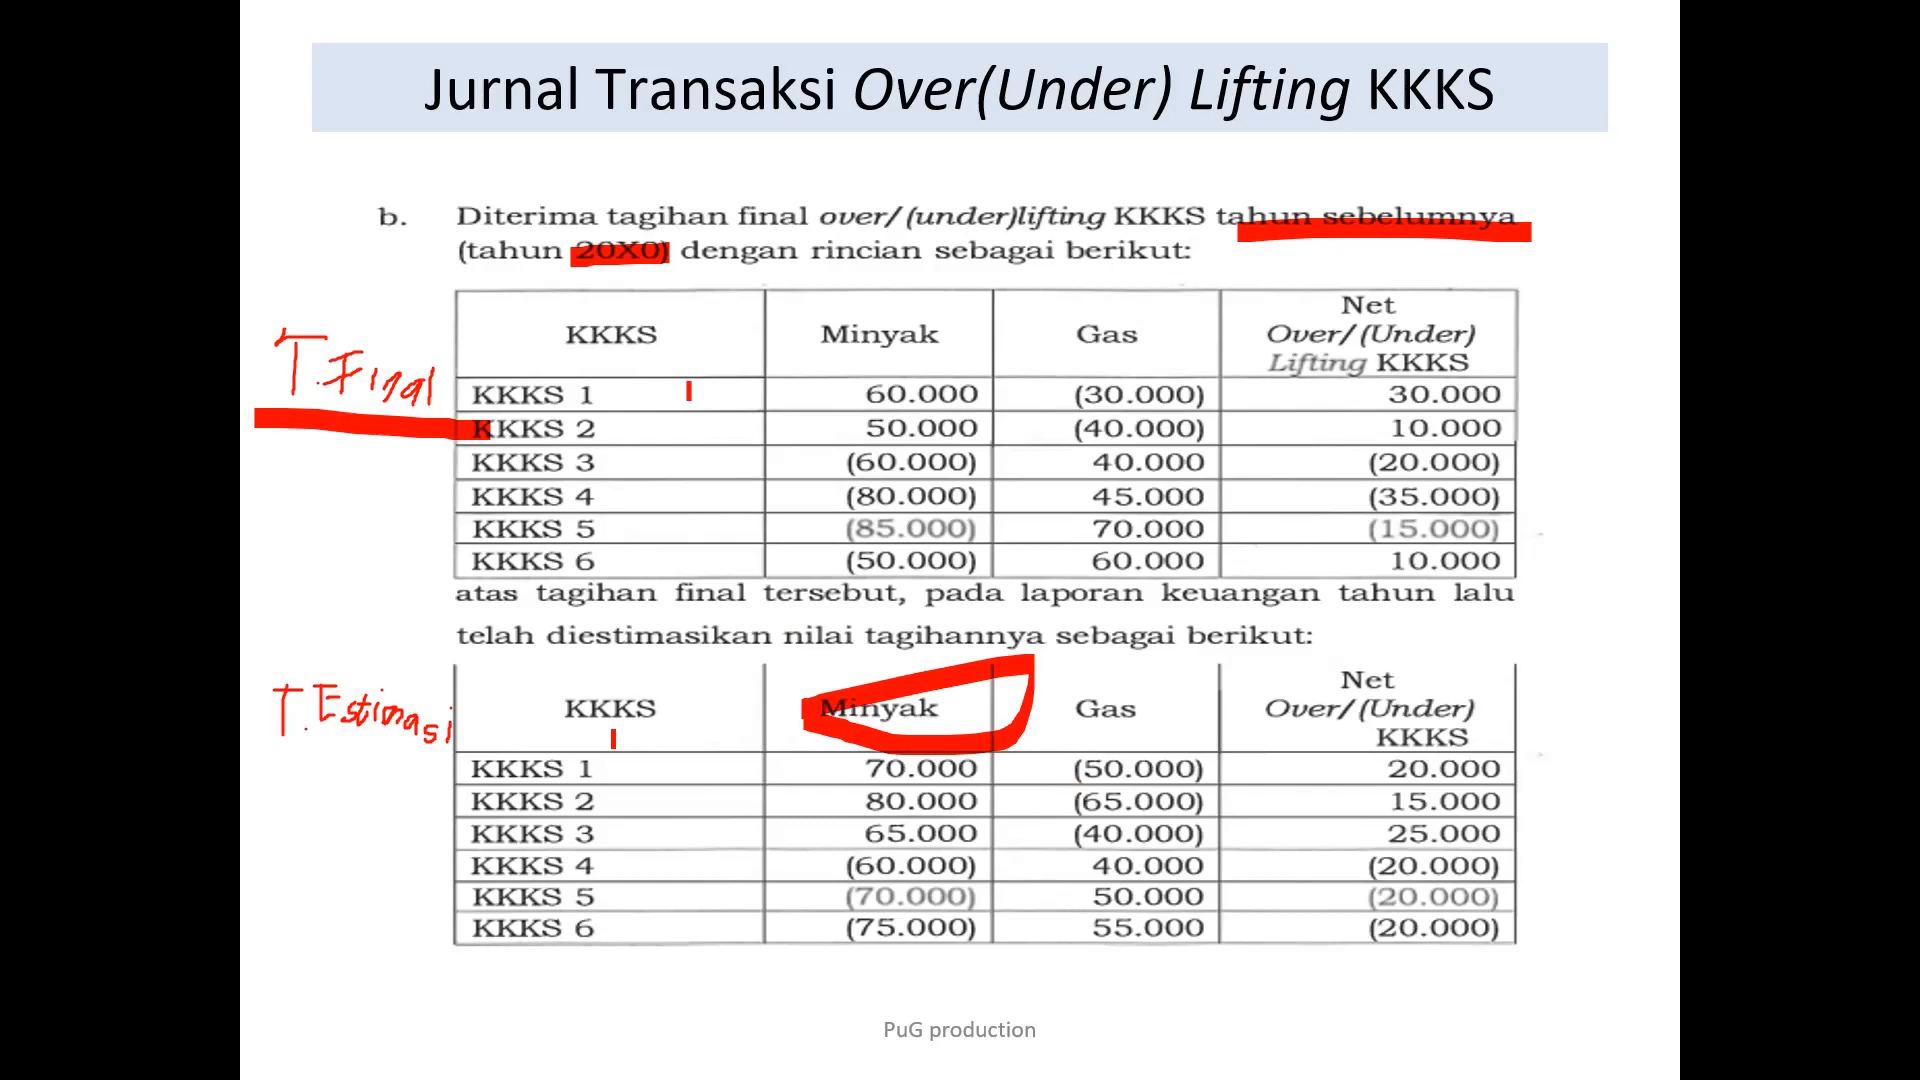 Jurnal Transaksi Over(Under) Lifting KKKS
b. Diterima tagihan final over/(under)lifting KKKS tahun sebelumnya
(tahun 20X0) dengan rincian sebagai berikut:
T. Final
KKKS Minyak Gas Net Over/(Under) Lifting KKKS
KKKS 1 60.000 (30.000) 30.000
KKKS 2 50.000 (40.000) 10.000
KKKS 3 (60.000) 40.000 (20.000)
KKKS 4 (80.000) 45.000 (35.000)
KKKS 5 (85.000) 70.000 (15.000)
KKKS 6 (50.000) 60.000 10.000
atas tagihan final tersebut, pada laporan keuangan tahun lalu
telah diestimasikan nilai tagihannya sebagai berikut:
T. Estimasi
KKKS Minyak Gas Net Over/(Under) KKKS
KKKS 1 70.000 (50.000) 20.000
KKKS 2 80.000 (65.000) 15.000
KKKS 3 65.000 (40.000) 25.000
KKKS 4 (60.000) 40.000 (20.000)
KKKS 5 (70.000) 50.000 (20.000)
KKKS 6 (75.000) 55.000 (20.000)
PuG production